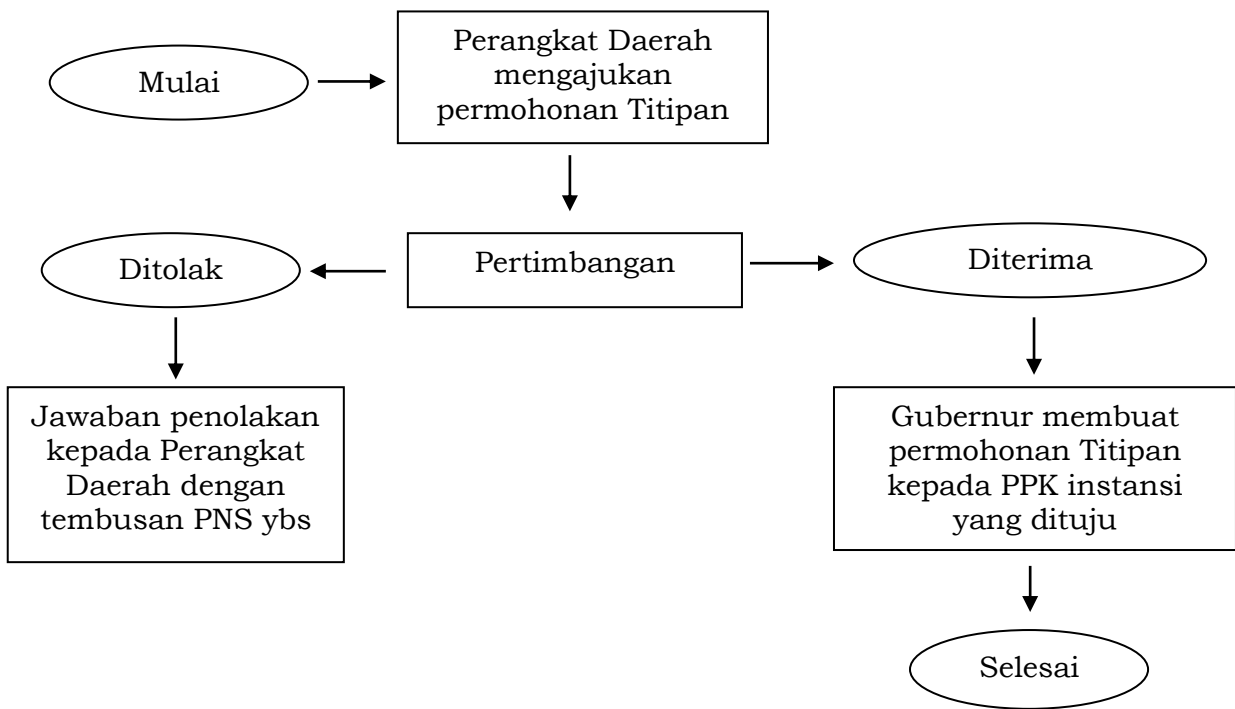 Mulai
Perangkat Daerah
mengajukan
permohonan Titipan
Ditolak
Pertimbangan
Diterima
Jawaban penolakan
kepada Perangkat
Daerah dengan
tembusan PNS ybs
Gubernur membuat
permohonan Titipan
kepada PPK instansi
yang dituju
Selesai